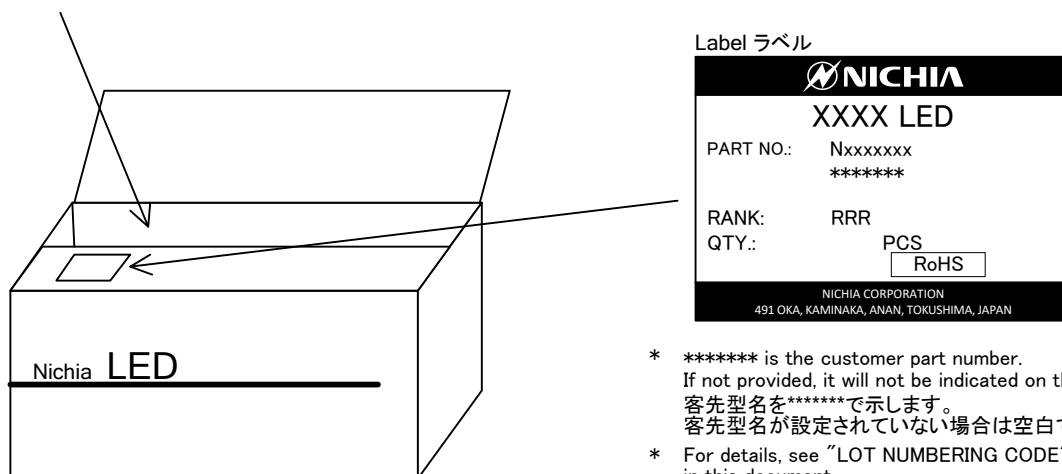 Label ラベル
NICHIA
XXXX LED
PART NO.: Nxxxxxxx
*******
RANK: RRR
QTY.: PCS
RoHS
NICHIA CORPORATION
491 OKA, KAMINAKA, ANAN, TOKUSHIMA, JAPAN
Nichia LED
* ******* is the customer part number.
If not provided, it will not be indicated on
客先型名を*******で示します。
客先型名が設定されていない場合は空白
* For details, see "LOT NUMBERING CODE"
in this document